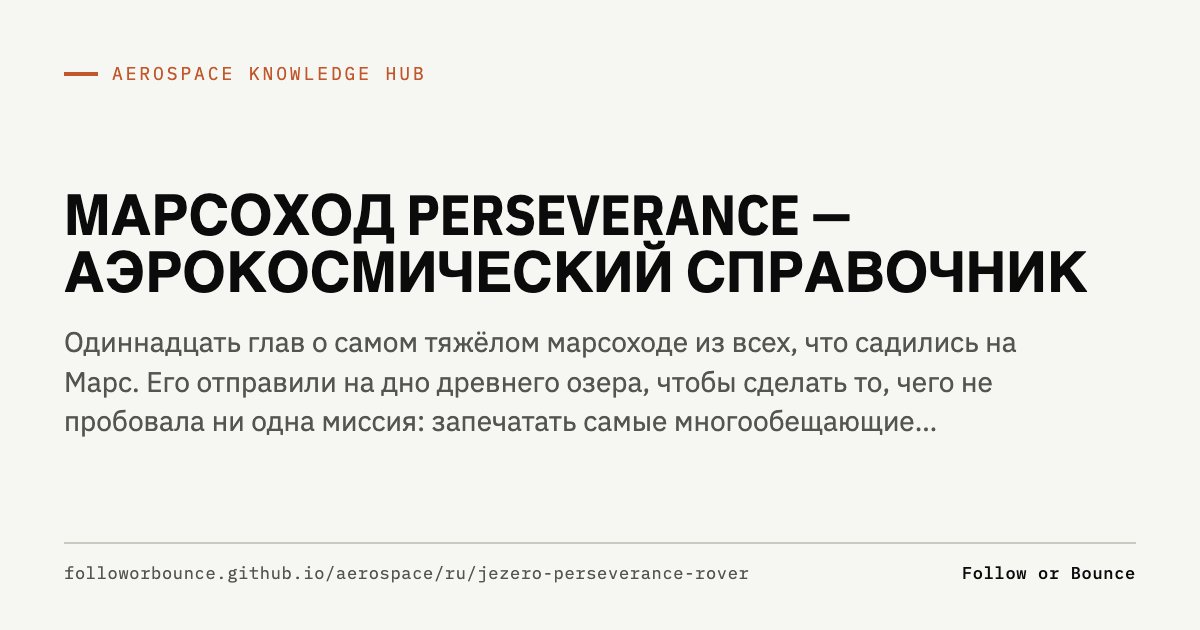 AEROSPACE KNOWLEDGE HUB
МАРСОХОД PERSEVERANCE —
АЭРОКОСМИЧЕСКИЙ СПРАВОЧНИК
Одиннадцать глав о самом тяжёлом марсоходе из всех, что садились на
Марс. Его отправили на дно древнего озера, чтобы сделать то, чего не
пробовала ни одна миссия: запечатать самые многообещающие…
followorbounce.github.io/aerospace/ru/jezero-perseverance-rover
Follow or Bounce